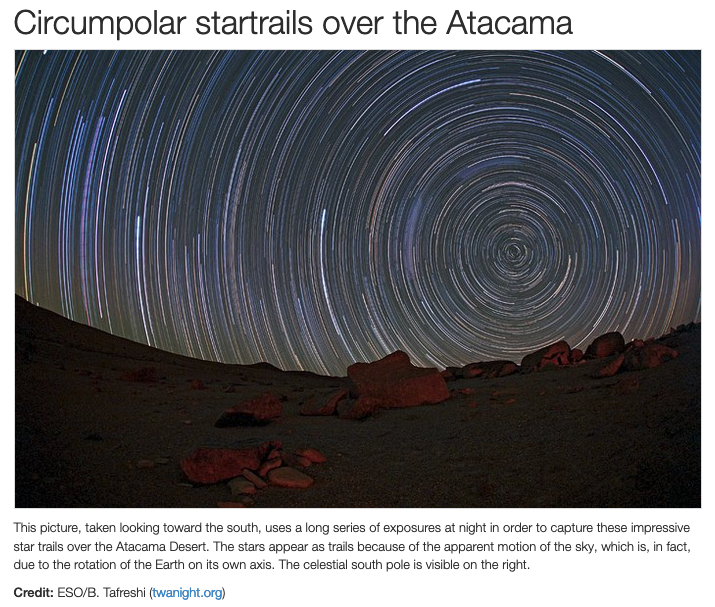 Circumpolar startrails over the Atacama
This picture, taken looking toward the south, uses a long series of exposures at night in order to capture these impressive
star trails over the Atacama Desert. The stars appear as trails because of the apparent motion of the sky, which is, in fact,
due to the rotation of the Earth on its own axis. The celestial south pole is visible on the right.
Credit: ESO/B. Tafreshi (twanight.org)